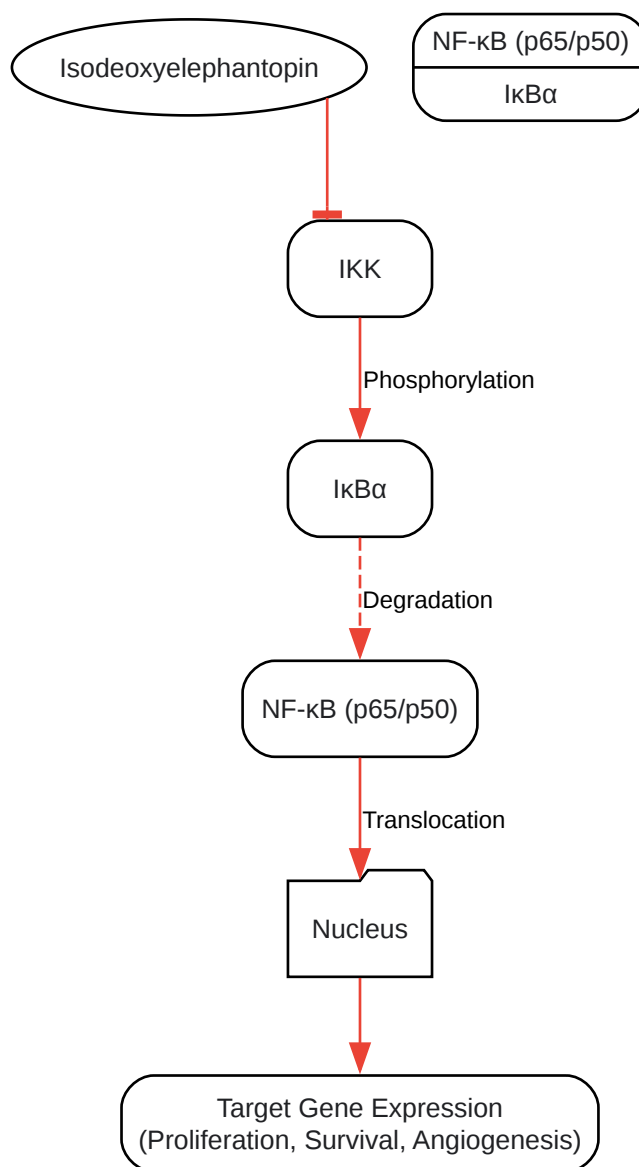 Isodeoxyelephantopin
NF-κB (p65/p50)
IκBα
IKK
Phosphorylation
IκBα
Degradation
NF-κB (p65/p50)
Translocation
Nucleus
Target Gene Expression
(Proliferation, Survival, Angiogenesis)